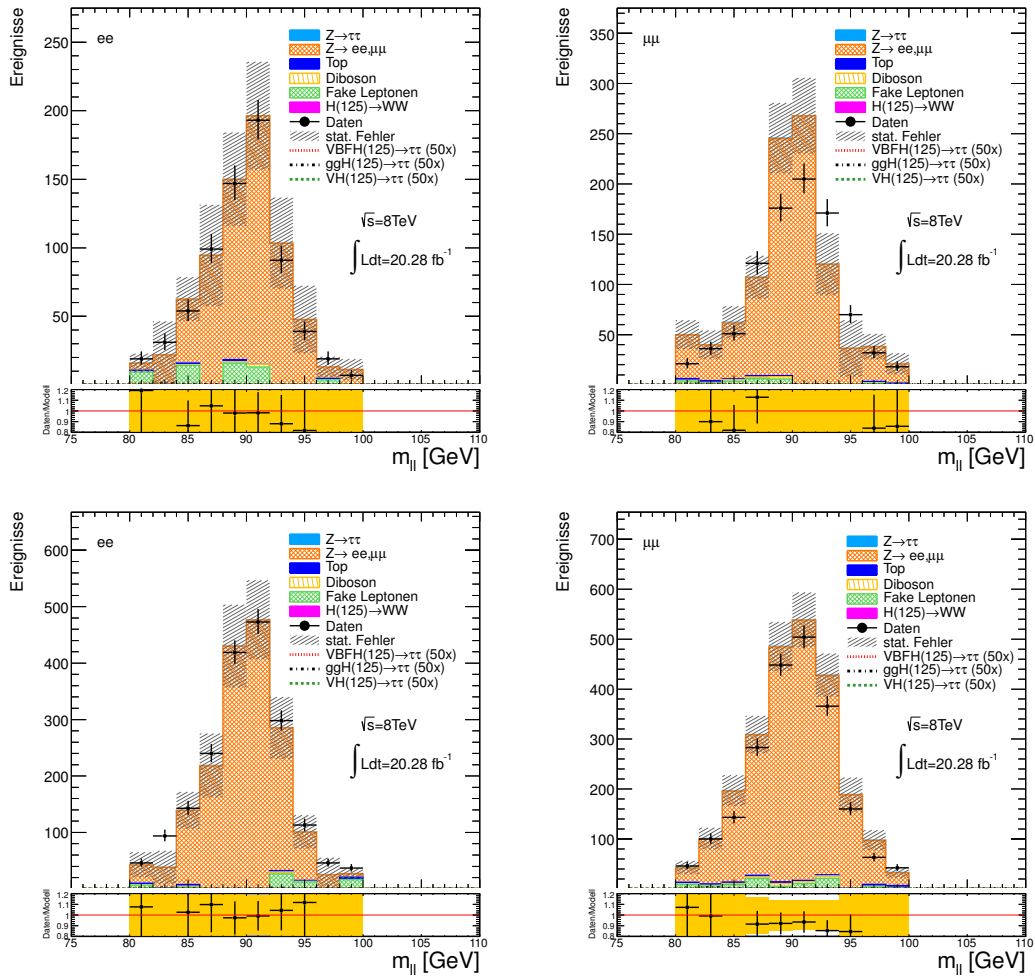 Ereignisse
ee
250
200
150
100
50
Z→ττ
Z→ ee,μμ
Top
Diboson
Fake Leptonen
H(125)→WW
Daten
stat. Fehler
VBFH(125)→ττ (50x)
ggH(125)→ττ (50x)
VH(125)→ττ (50x)
√s=8TeV
∫ Ldt=20.28 fb⁻¹
Daten/Modell
1.2
1.1
1
0.9
0.8
75 80 85 90 95 100 105 110
m_ll [GeV]
Ereignisse
μμ
350
300
250
200
150
100
50
Z→ττ
Z→ ee,μμ
Top
Diboson
Fake Leptonen
H(125)→WW
Daten
stat. Fehler
VBFH(125)→ττ (50x)
ggH(125)→ττ (50x)
VH(125)→ττ (50x)
√s=8TeV
∫ Ldt=20.28 fb⁻¹
Daten/Modell
1.2
1.1
1
0.9
0.8
75 80 85 90 95 100 105 110
m_ll [GeV]
Ereignisse
ee
600
500
400
300
200
100
Z→ττ
Z→ ee,μμ
Top
Diboson
Fake Leptonen
H(125)→WW
Daten
stat. Fehler
VBFH(125)→ττ (50x)
ggH(125)→ττ (50x)
VH(125)→ττ (50x)
√s=8TeV
∫ Ldt=20.28 fb⁻¹
Daten/Modell
1.2
1.1
1
0.9
0.8
75 80 85 90 95 100 105 110
m_ll [GeV]
Ereignisse
μμ
700
600
500
400
300
200
100
Z→ττ
Z→ ee,μμ
Top
Diboson
Fake Leptonen
H(125)→WW
Daten
stat. Fehler
VBFH(125)→ττ (50x)
ggH(125)→ττ (50x)
VH(125)→ττ (50x)
√s=8TeV
∫ Ldt=20.28 fb⁻¹
Daten/Modell
1.2
1.1
1
0.9
0.8
75 80 85 90 95 100 105 110
m_ll [GeV]